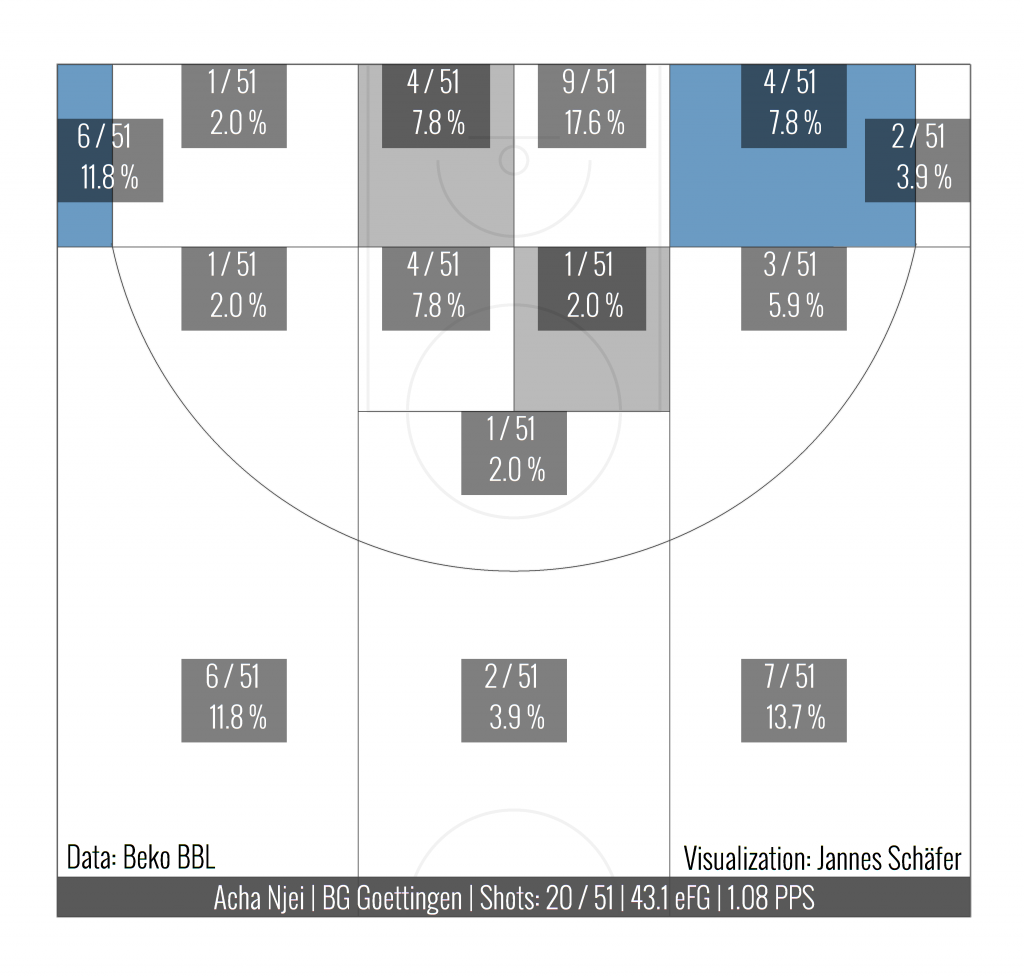 1 / 51
2.0 %
4 / 51
7.8 %
9 / 51
17.6 %
4 / 51
7.8 %
6 / 51
11.8 %
2 / 51
3.9 %
1 / 51
2.0 %
4 / 51
7.8 %
1 / 51
2.0 %
3 / 51
5.9 %
1 / 51
2.0 %
6 / 51
11.8 %
2 / 51
3.9 %
7 / 51
13.7 %
Data: Beko BBL
Visualization: Jannes Schäfer
Acha Njei | BG Goettingen | Shots: 20 / 51 | 43.1 eFG | 1.08 PPS